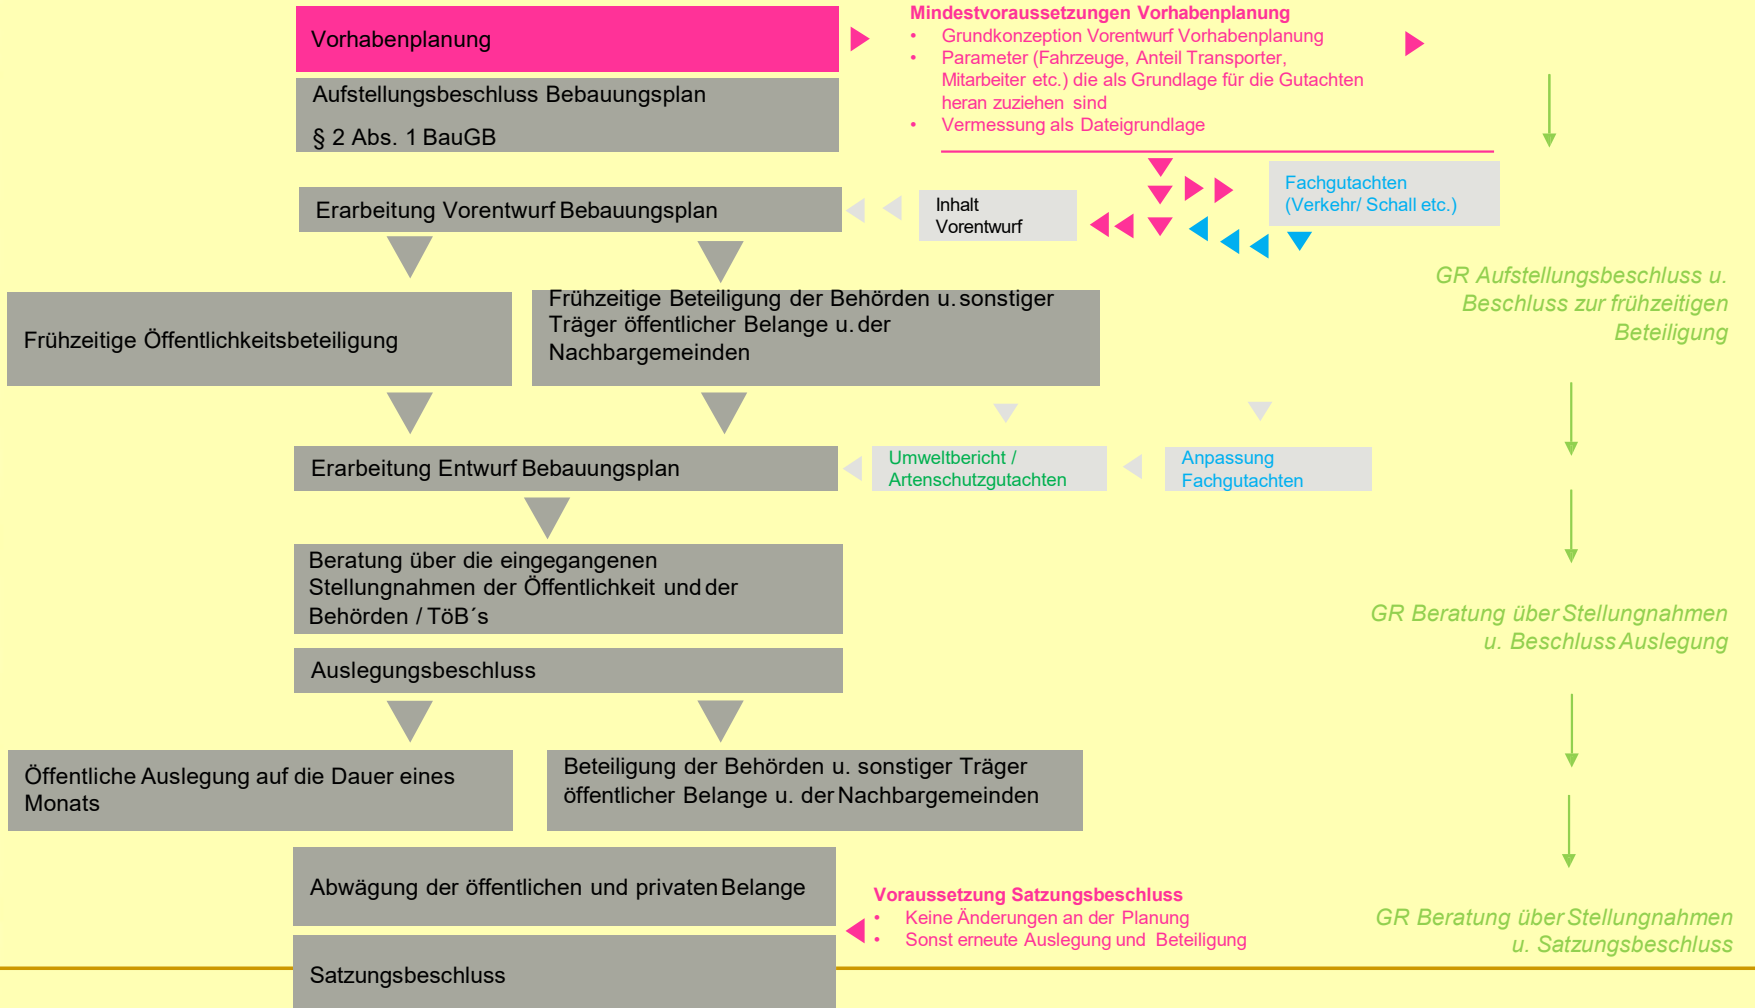 Vorhabenplanung
Mindestvoraussetzungen Vorhabenplanung
• Grundkonzeption Vorentwurf Vorhabenplanung
• Parameter (Fahrzeuge, Anteil Transporter,
Mitarbeiter etc.) die als Grundlage für die Gutachten
heran zuziehen sind
• Vermessung als Dateigrundlage
Aufstellungsbeschluss Bebauungsplan
§ 2 Abs. 1 BauGB
Erarbeitung Vorentwurf Bebauungsplan
Inhalt
Vorentwurf
Fachgutachten
(Verkehr/ Schall etc.)
GR Aufstellungsbeschluss u.
Beschluss zur frühzeitigen
Beteiligung
Frühzeitige Öffentlichkeitsbeteiligung
Frühzeitige Beteiligung der Behörden u. sonstiger
Träger öffentlicher Belange u. der
Nachbargemeinden
Erarbeitung Entwurf Bebauungsplan
Umweltbericht /
Artenschutzgutachten
Anpassung
Fachgutachten
Beratung über die eingegangenen
Stellungnahmen der Öffentlichkeit und der
Behörden / TöB´s
GR Beratung über Stellungnahmen
u. Beschluss Auslegung
Auslegungsbeschluss
Öffentliche Auslegung auf die Dauer eines
Monats
Beteiligung der Behörden u. sonstiger Träger
öffentlicher Belange u. der Nachbargemeinden
Abwägung der öffentlichen und privaten Belange
Voraussetzung Satzungsbeschluss
• Keine Änderungen an der Planung
• Sonst erneute Auslegung und Beteiligung
GR Beratung über Stellungnahmen
u. Satzungsbeschluss
Satzungsbeschluss